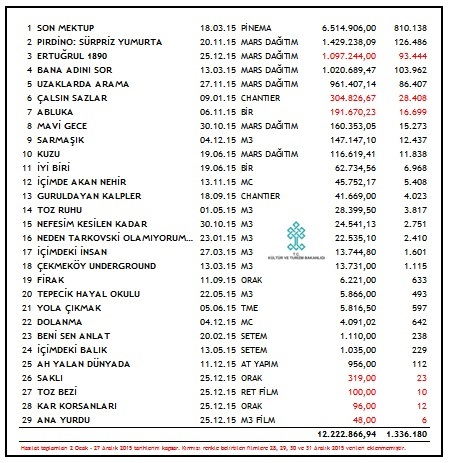 1 SON MEKTUP 18.03.15 PİNEMA 6.514.906,00 810.138
2 PIRDİNO: SÜRPRİZ YUMURTA 20.11.15 MARS DAĞITIM 1.429.238,09 126.486
3 ERTUĞRUL 1890 25.12.15 MARS DAĞITIM 1.097.244,00 93.444
4 BANA ADINI SOR 13.03.15 MARS DAĞITIM 1.020.689,47 103.962
5 UZAKLARDA ARAMA 27.11.15 MARS DAĞITIM 961.407,14 86.407
6 ÇALSIN SAZLAR 09.01.15 CHANTIER 304.826,67 28.408
7 ABLUKA 06.11.15 BİR 191.670,23 16.699
8 MAVİ GECE 30.10.15 MARS DAĞITIM 160.353,05 15.273
9 SARMAŞIK 04.12.15 M3 147.147,10 12.437
10 KUZU 19.06.15 MARS DAĞITIM 116.619,41 11.838
11 İYİ BİRİ 19.06.15 BİR 62.734,56 6.968
12 İÇİMDE AKAN NEHİR 13.11.15 MC 45.752,17 5.408
13 GURULDAYAN KALPLER 18.09.15 CHANTIER 41.669,00 4.023
14 TOZ RUHU 01.05.15 M3 28.399,50 3.817
15 NEFESİM KESİLEN KADAR 30.10.15 M3 24.541,13 2.751
16 NEDEN TARKOVSKİ OLAMIYORUM... 23.01.15 M3 22.535,10 2.410
17 İÇİMDEKİ İNSAN 27.03.15 M3 13.744,80 1.601
18 ÇEKMEKÖY UNDERGROUND 13.03.15 M3 13.731,00 1.115
19 FİRAK 11.09.15 ORAK 6.221,00 633
20 TEPECİK HAYAL OKULU 22.05.15 M3 5.866,00 493
21 YOLA ÇIKMAK 05.06.15 TME 5.816,50 597
22 DOLANMA 04.12.15 MC 4.091,02 642
23 BENİ SEN ANLAT 20.02.15 SETEM 1.110,00 238
24 İÇİMDEKİ BALIK 13.05.15 SETEM 1.035,00 229
25 AH YALAN DÜNYADA 11.12.15 AT YAPIM 956,00 112
26 SAKLI 25.12.15 ORAK 319,00 23
27 TOZ BEZİ 25.12.15 RET FİLM 100,00 10
28 KAR KORSANLARI 25.12.15 ORAK 96,00 12
29 ANA YURDU 25.12.15 M3 FİLM 48,00 6
12.222.866,94 1.336.180
T.C.
KÜLTÜR VE TURİZM BAKANLIĞI
Hasılat toplamları 2 Ocak - 27 Aralık 2015 tarihlerini kapsar. Kırmızı renkle belirtilen filmlere 28, 29, 30 ve 31 Aralık 2015 verileri eklenmemiştir.